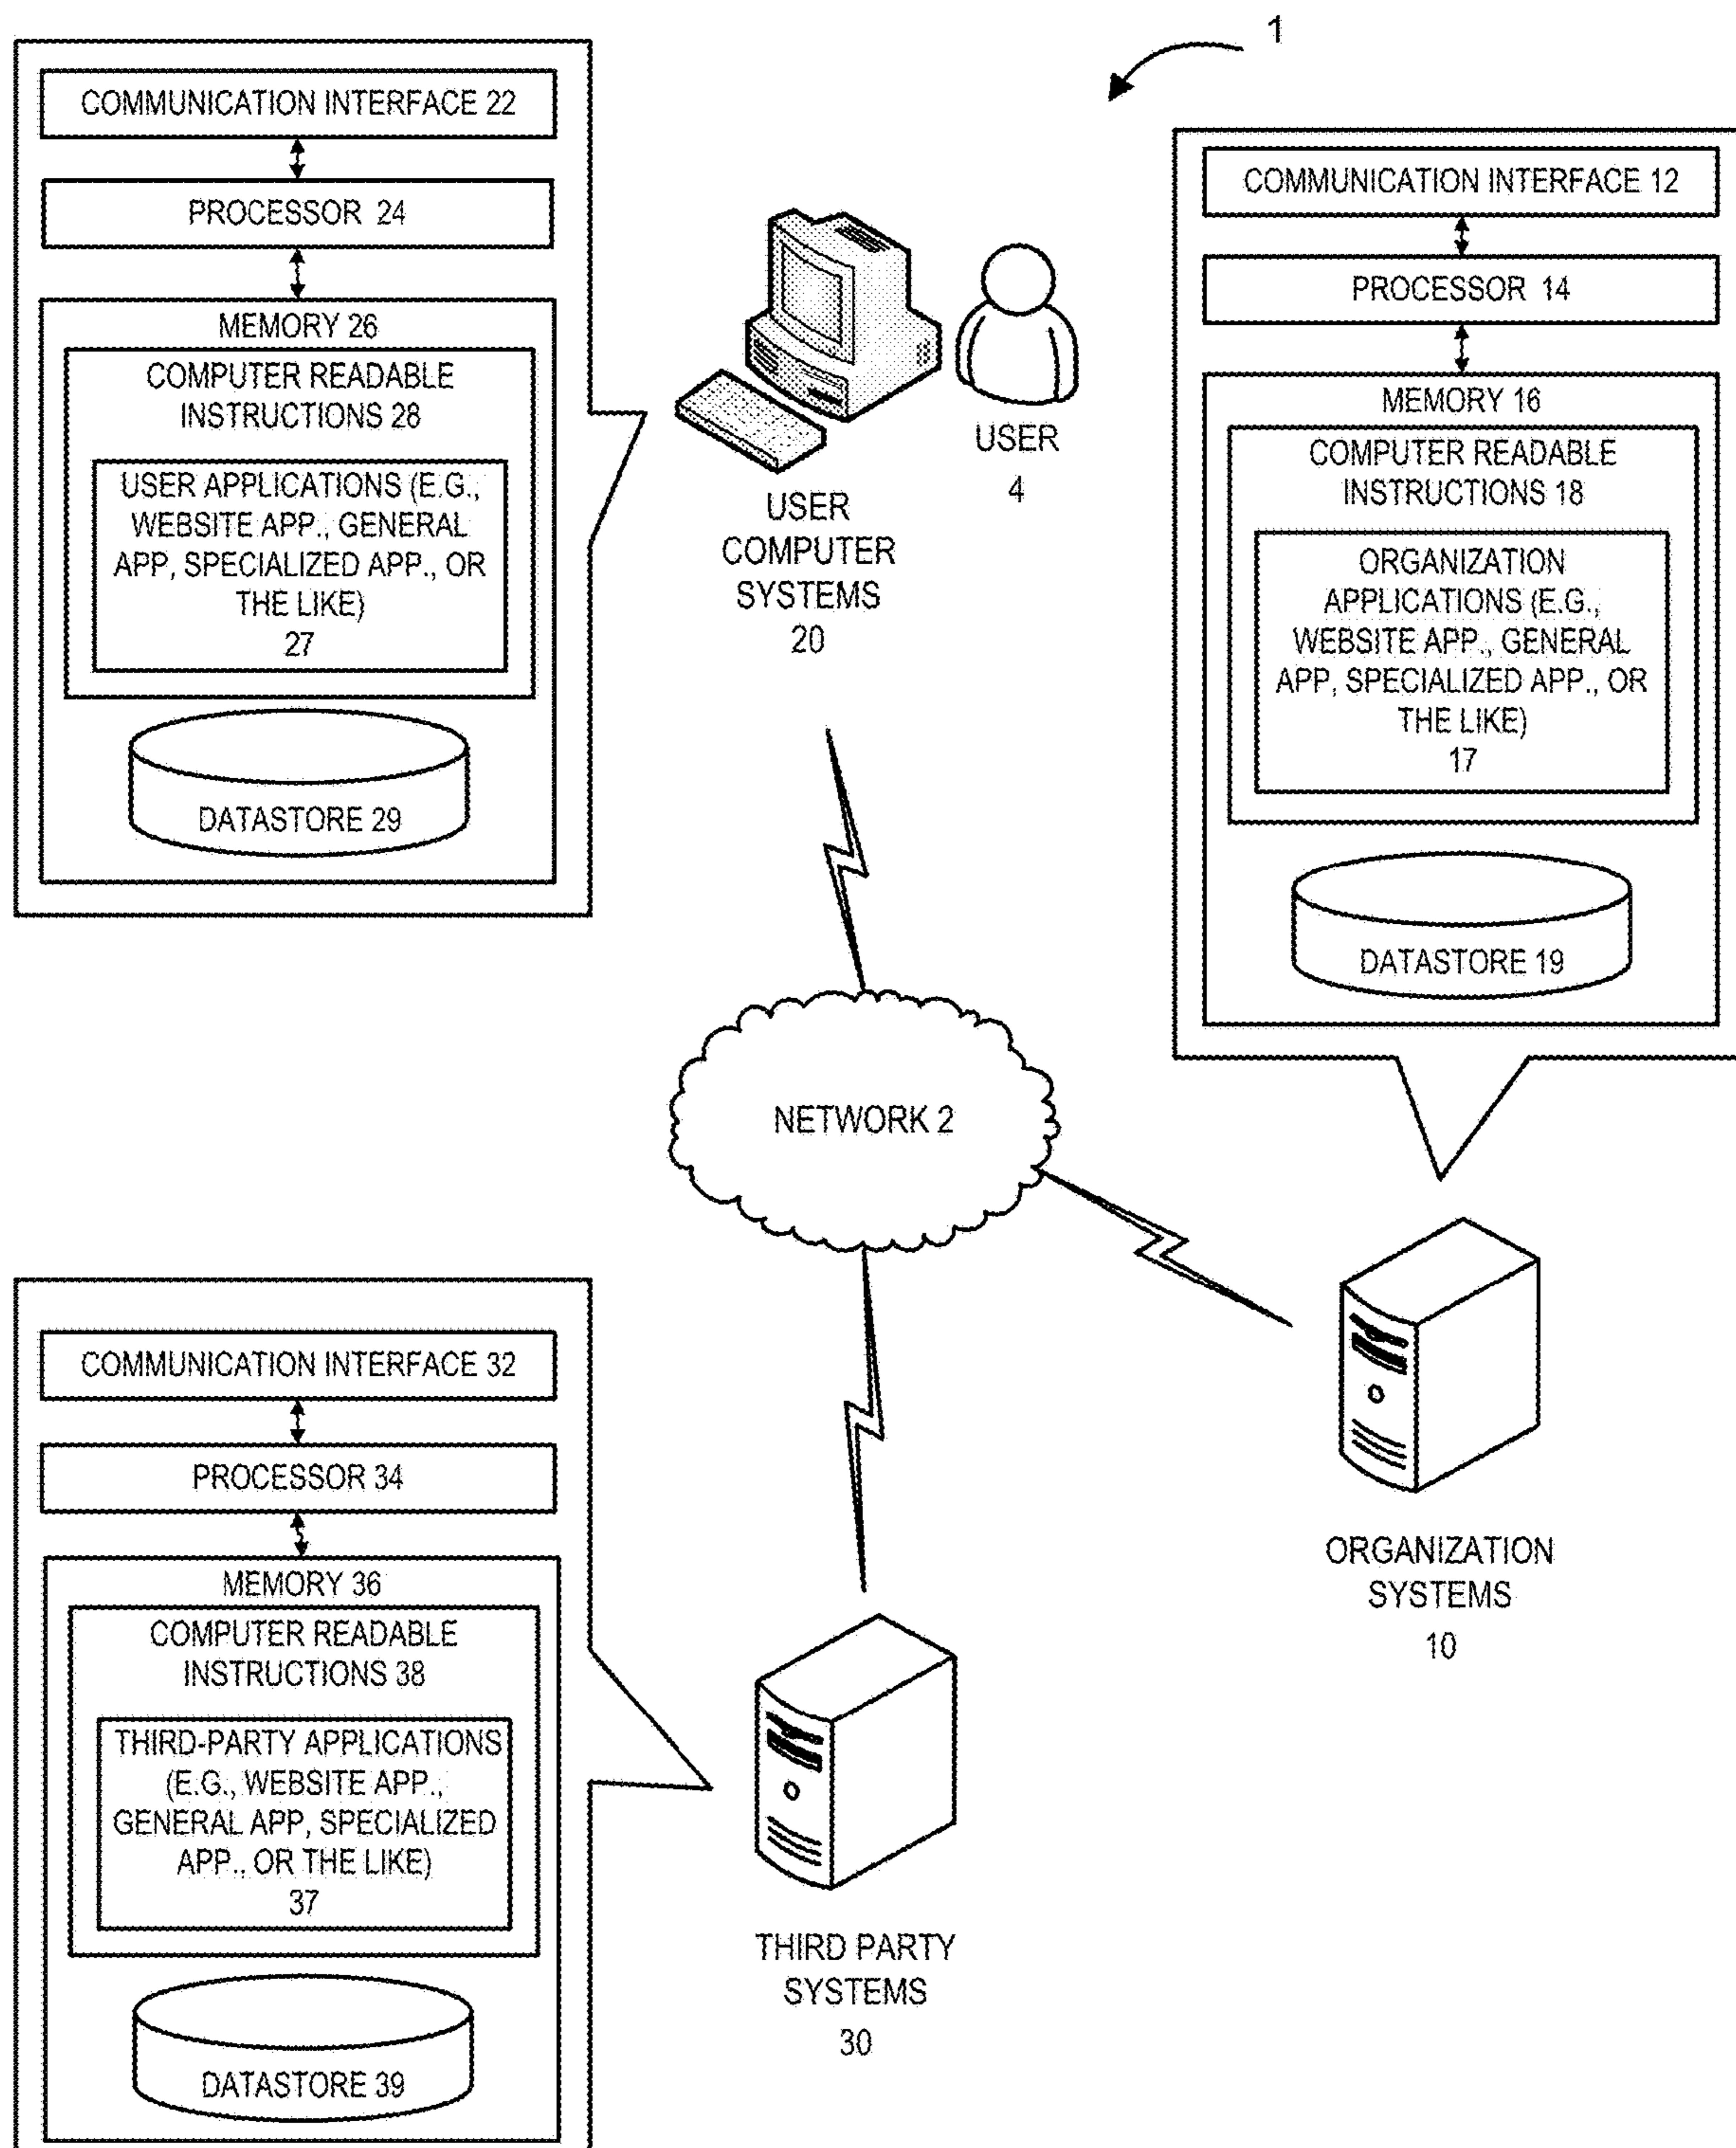 1
COMMUNICATION INTERFACE 22
PROCESSOR 24
MEMORY 26
COMPUTER READABLE
INSTRUCTIONS 28
USER APPLICATIONS (E.G.,
WEBSITE APP., GENERAL
APP, SPECIALIZED APP., OR
THE LIKE)
27
DATASTORE 29
USER
COMPUTER
SYSTEMS
20
USER
4
COMMUNICATION INTERFACE 12
PROCESSOR 14
MEMORY 16
COMPUTER READABLE
INSTRUCTIONS 18
ORGANIZATION
APPLICATIONS (E.G.,
WEBSITE APP., GENERAL
APP, SPECIALIZED APP., OR
THE LIKE)
17
DATASTORE 19
NETWORK 2
ORGANIZATION
SYSTEMS
10
COMMUNICATION INTERFACE 32
PROCESSOR 34
MEMORY 36
COMPUTER READABLE
INSTRUCTIONS 38
THIRD-PARTY APPLICATIONS
(E.G., WEBSITE APP.,
GENERAL APP, SPECIALIZED
APP., OR THE LIKE)
37
DATASTORE 39
THIRD PARTY
SYSTEMS
30